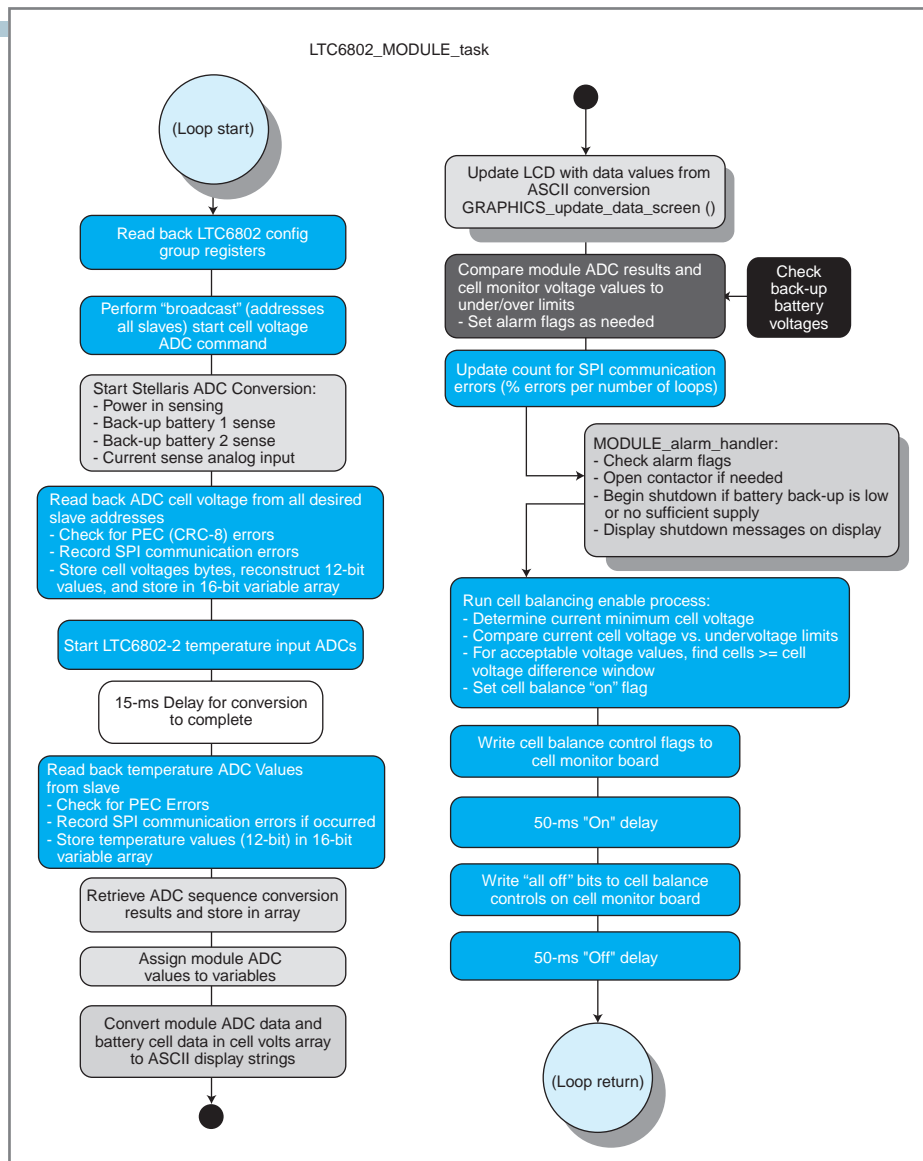 LTC6802_MODULE_task
(Loop start)
Read back LTC6802 config
group registers
Perform “broadcast” (addresses
all slaves) start cell voltage
ADC command
Start Stellaris ADC Conversion:
- Power in sensing
- Back-up battery 1 sense
- Back-up battery 2 sense
- Current sense analog input
Read back ADC cell voltage from all desired
slave addresses
- Check for PEC (CRC-8) errors
- Record SPI communication errors
- Store cell voltages bytes, reconstruct 12-bit
values, and store in 16-bit variable array
Start LTC6802-2 temperature input ADCs
15-ms Delay for conversion
to complete
Read back temperature ADC Values
from slave
- Check for PEC Errors
- Record SPI communication errors if occurred
- Store temperature values (12-bit) in 16-bit
variable array
Retrieve ADC sequence conversion
results and store in array
Assign module ADC
values to variables
Convert module ADC data and
battery cell data in cell volts array
to ASCII display strings
Update LCD with data values from
ASCII conversion
GRAPHICS_update_data_screen ()
Compare module ADC results and
cell monitor voltage values to
under/over limits
- Set alarm flags as needed
Check
back-up
battery
voltages
Update count for SPI communication
errors (% errors per number of loops)
MODULE_alarm_handler:
- Check alarm flags
- Open contactor if needed
- Begin shutdown if battery back-up is low
or no sufficient supply
- Display shutdown messages on display
Run cell balancing enable process:
- Determine current minimum cell voltage
- Compare current cell voltage vs. undervoltage limits
- For acceptable voltage values, find cells >= cell
voltage difference window
- Set cell balance “on” flag
Write cell balance control flags to
cell monitor board
50-ms "On" delay
Write “all off” bits to cell balance
controls on cell monitor board
50-ms "Off" delay
(Loop return)